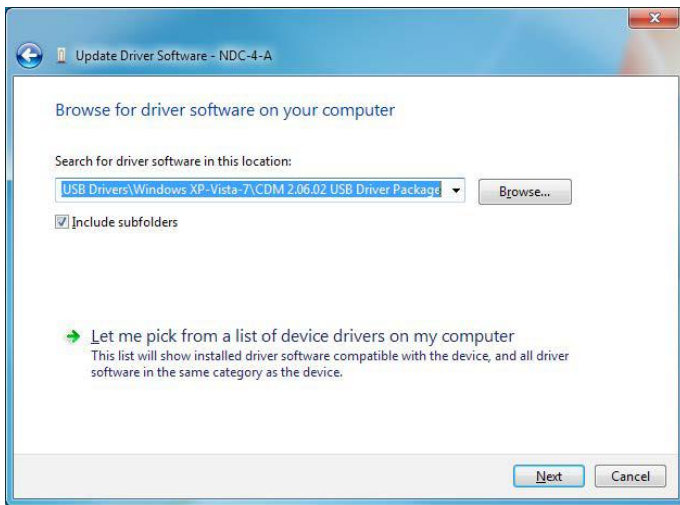 Update Driver Software - NDC-4-A
Browse for driver software on your computer
Search for driver software in this location:
USB Drivers\Windows XP-Vista-7\CDM 2.06.02 USB Driver Package
Browse...
Include subfolders
Let me pick from a list of device drivers on my computer
This list will show installed driver software compatible with the device, and all driver
software in the same category as the device.
Next
Cancel